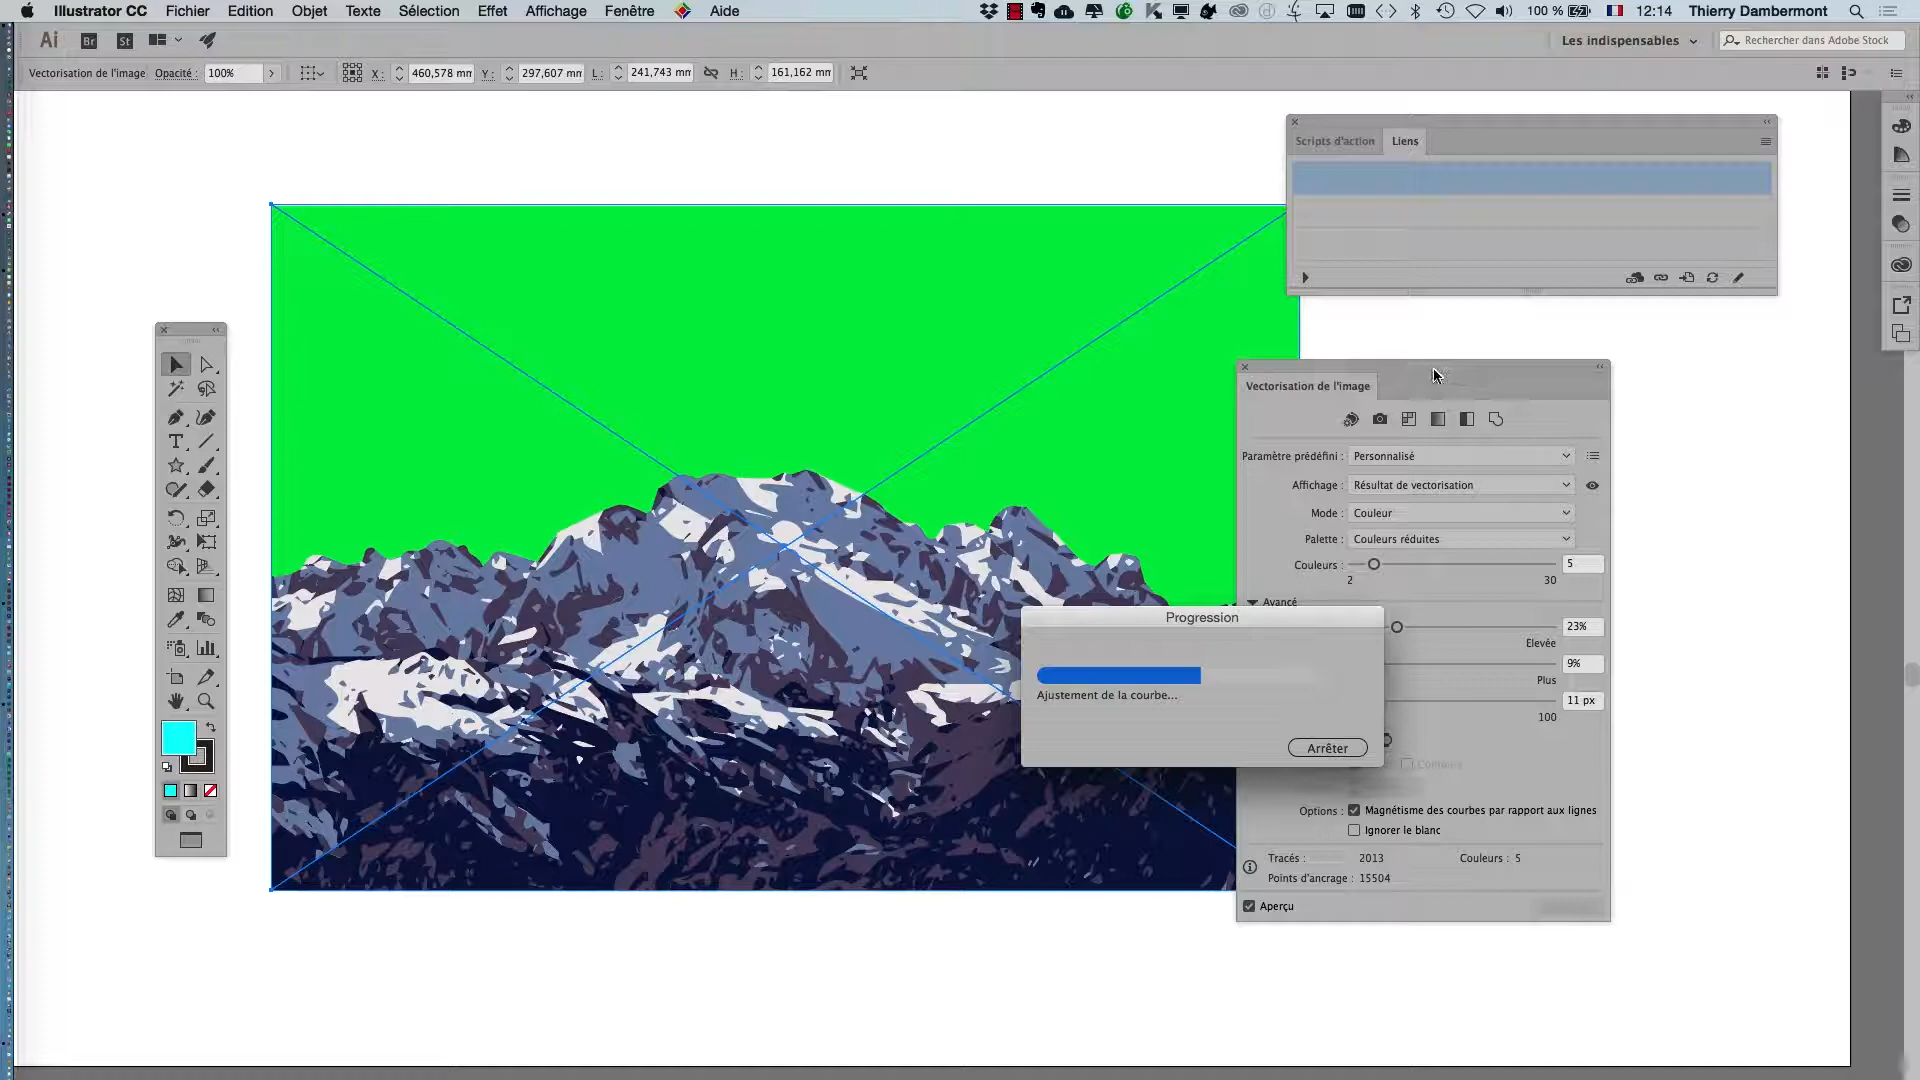 Illustrator CC Fichier Edition Objet Texte Sélection Effet Affichage Fenêtre Aide 100 % 12:14 Thierry Dambermont
Ai Br St Les indispensables Rechercher dans Adobe Stock
Vectorisation de l'image Opacité : 100% X : 460,578 mm Y : 297,607 mm L : 241,743 mm H : 161,162 mm
Scripts d'action Liens
Vectorisation de l'image
Paramètre prédéfini : Personnalisé
Affichage : Résultat de vectorisation
Mode : Couleur
Palette : Couleurs réduites
Couleurs : 5
2 30
Avancé
23%
Elevée
9%
Plus
11 px
100
Progression
Ajustement de la courbe...
Arrêter
Options : Magnétisme des courbes par rapport aux lignes
Ignorer le blanc
Tracés : 2013 Couleurs : 5
Points d'ancrage : 15504
Aperçu